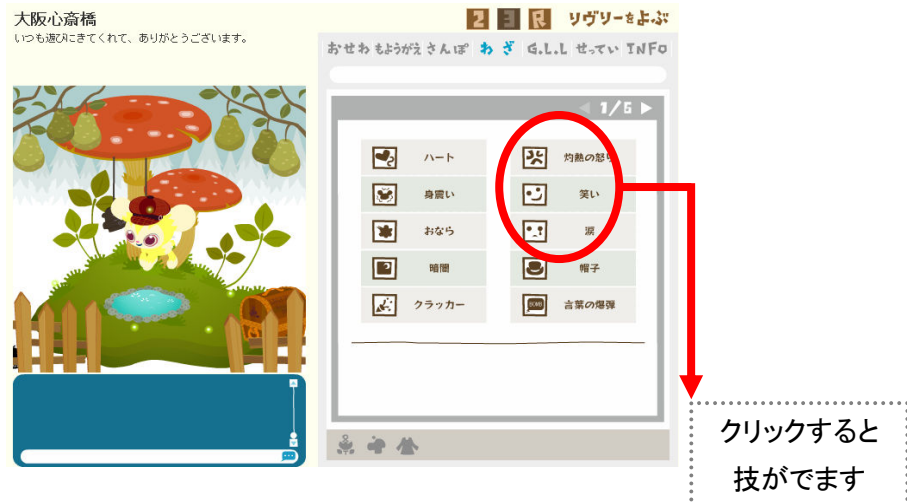 大阪心斎橋
いつも遊びにきてくれて、ありがとうございます。
2 3 R リヴリーをよぶ
おせわ もようがえ さんぽ わざ G.L.L せってい INFO
1/5
ハート 灼熱の怒り
身震い 笑い
おなら 涙
暗闇 帽子
クラッカー BOMB 言葉の爆弾
クリックすると
技がでます